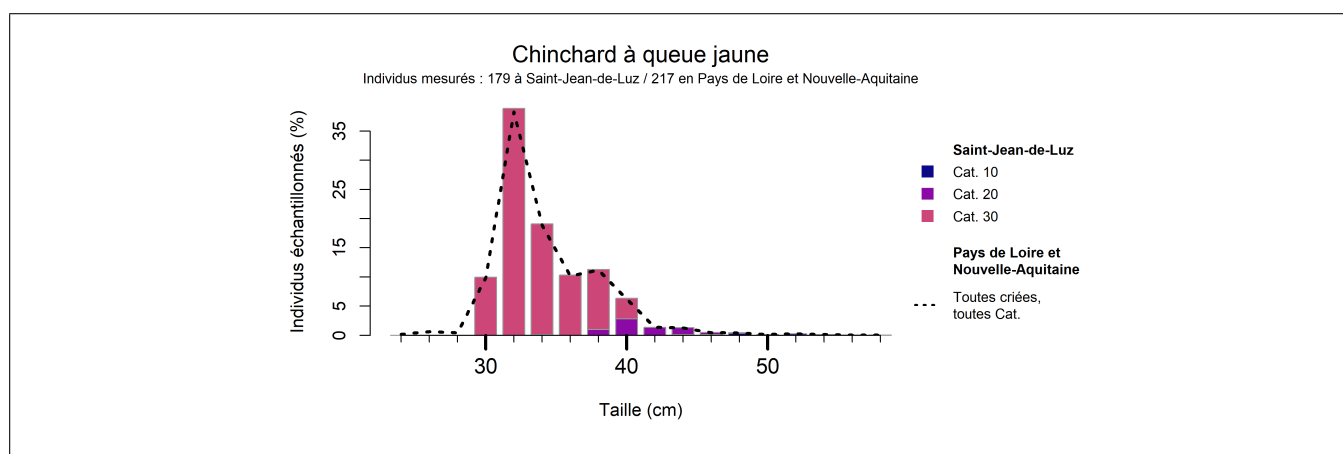 Chinchard à queue jaune
Individus mesurés : 179 à Saint-Jean-de-Luz / 217 en Pays de Loire et Nouvelle-Aquitaine
Individus échantillonnés (%)
35
25
15
5
0
30 40 50
Taille (cm)
Saint-Jean-de-Luz
Cat. 10
Cat. 20
Cat. 30
Pays de Loire et
Nouvelle-Aquitaine
Toutes criées,
toutes Cat.